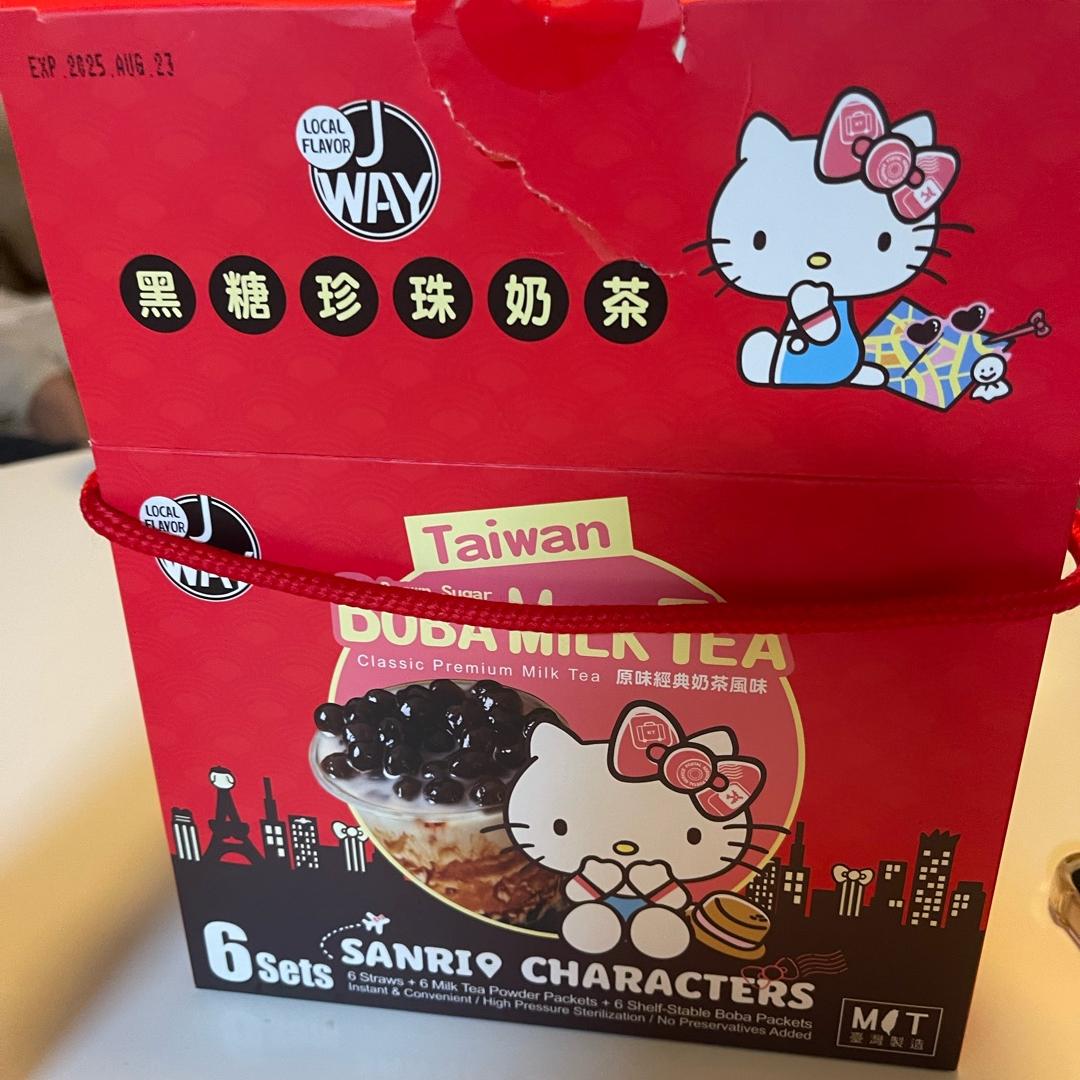 EXP 2025.AUG.23
LOCAL
FLAVOR
J
WAY
黑糖珍珠奶茶
LOCAL
FLAVOR
J
WAY
Taiwan
Brown Sugar
BOBA MILK TEA
Classic Premium Milk Tea 原味經典奶茶風味
6 Sets
SANRIO CHARACTERS
6 Straws + 6 Milk Tea Powder Packets + 6 Shelf-Stable Boba Packets
Instant & Convenient / High Pressure Sterilization / No Preservatives Added
MIT
臺灣製造